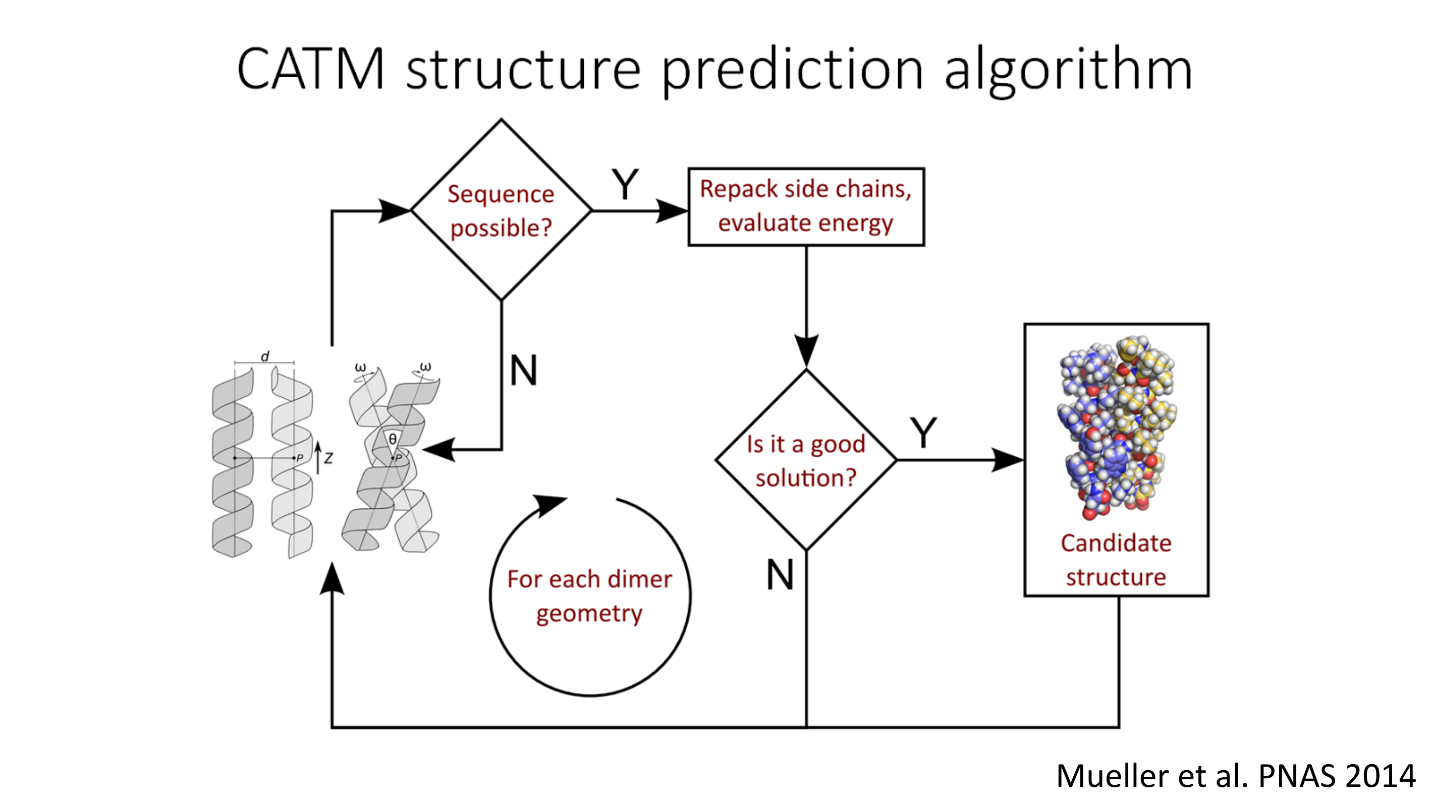 CATM structure prediction algorithm
Sequence
possible?
Y
Repack side chains,
evaluate energy
N
d
P
Z
ω
ω
θ
P
Is it a good
solution?
Y
N
Candidate
structure
For each dimer
geometry
Mueller et al. PNAS 2014